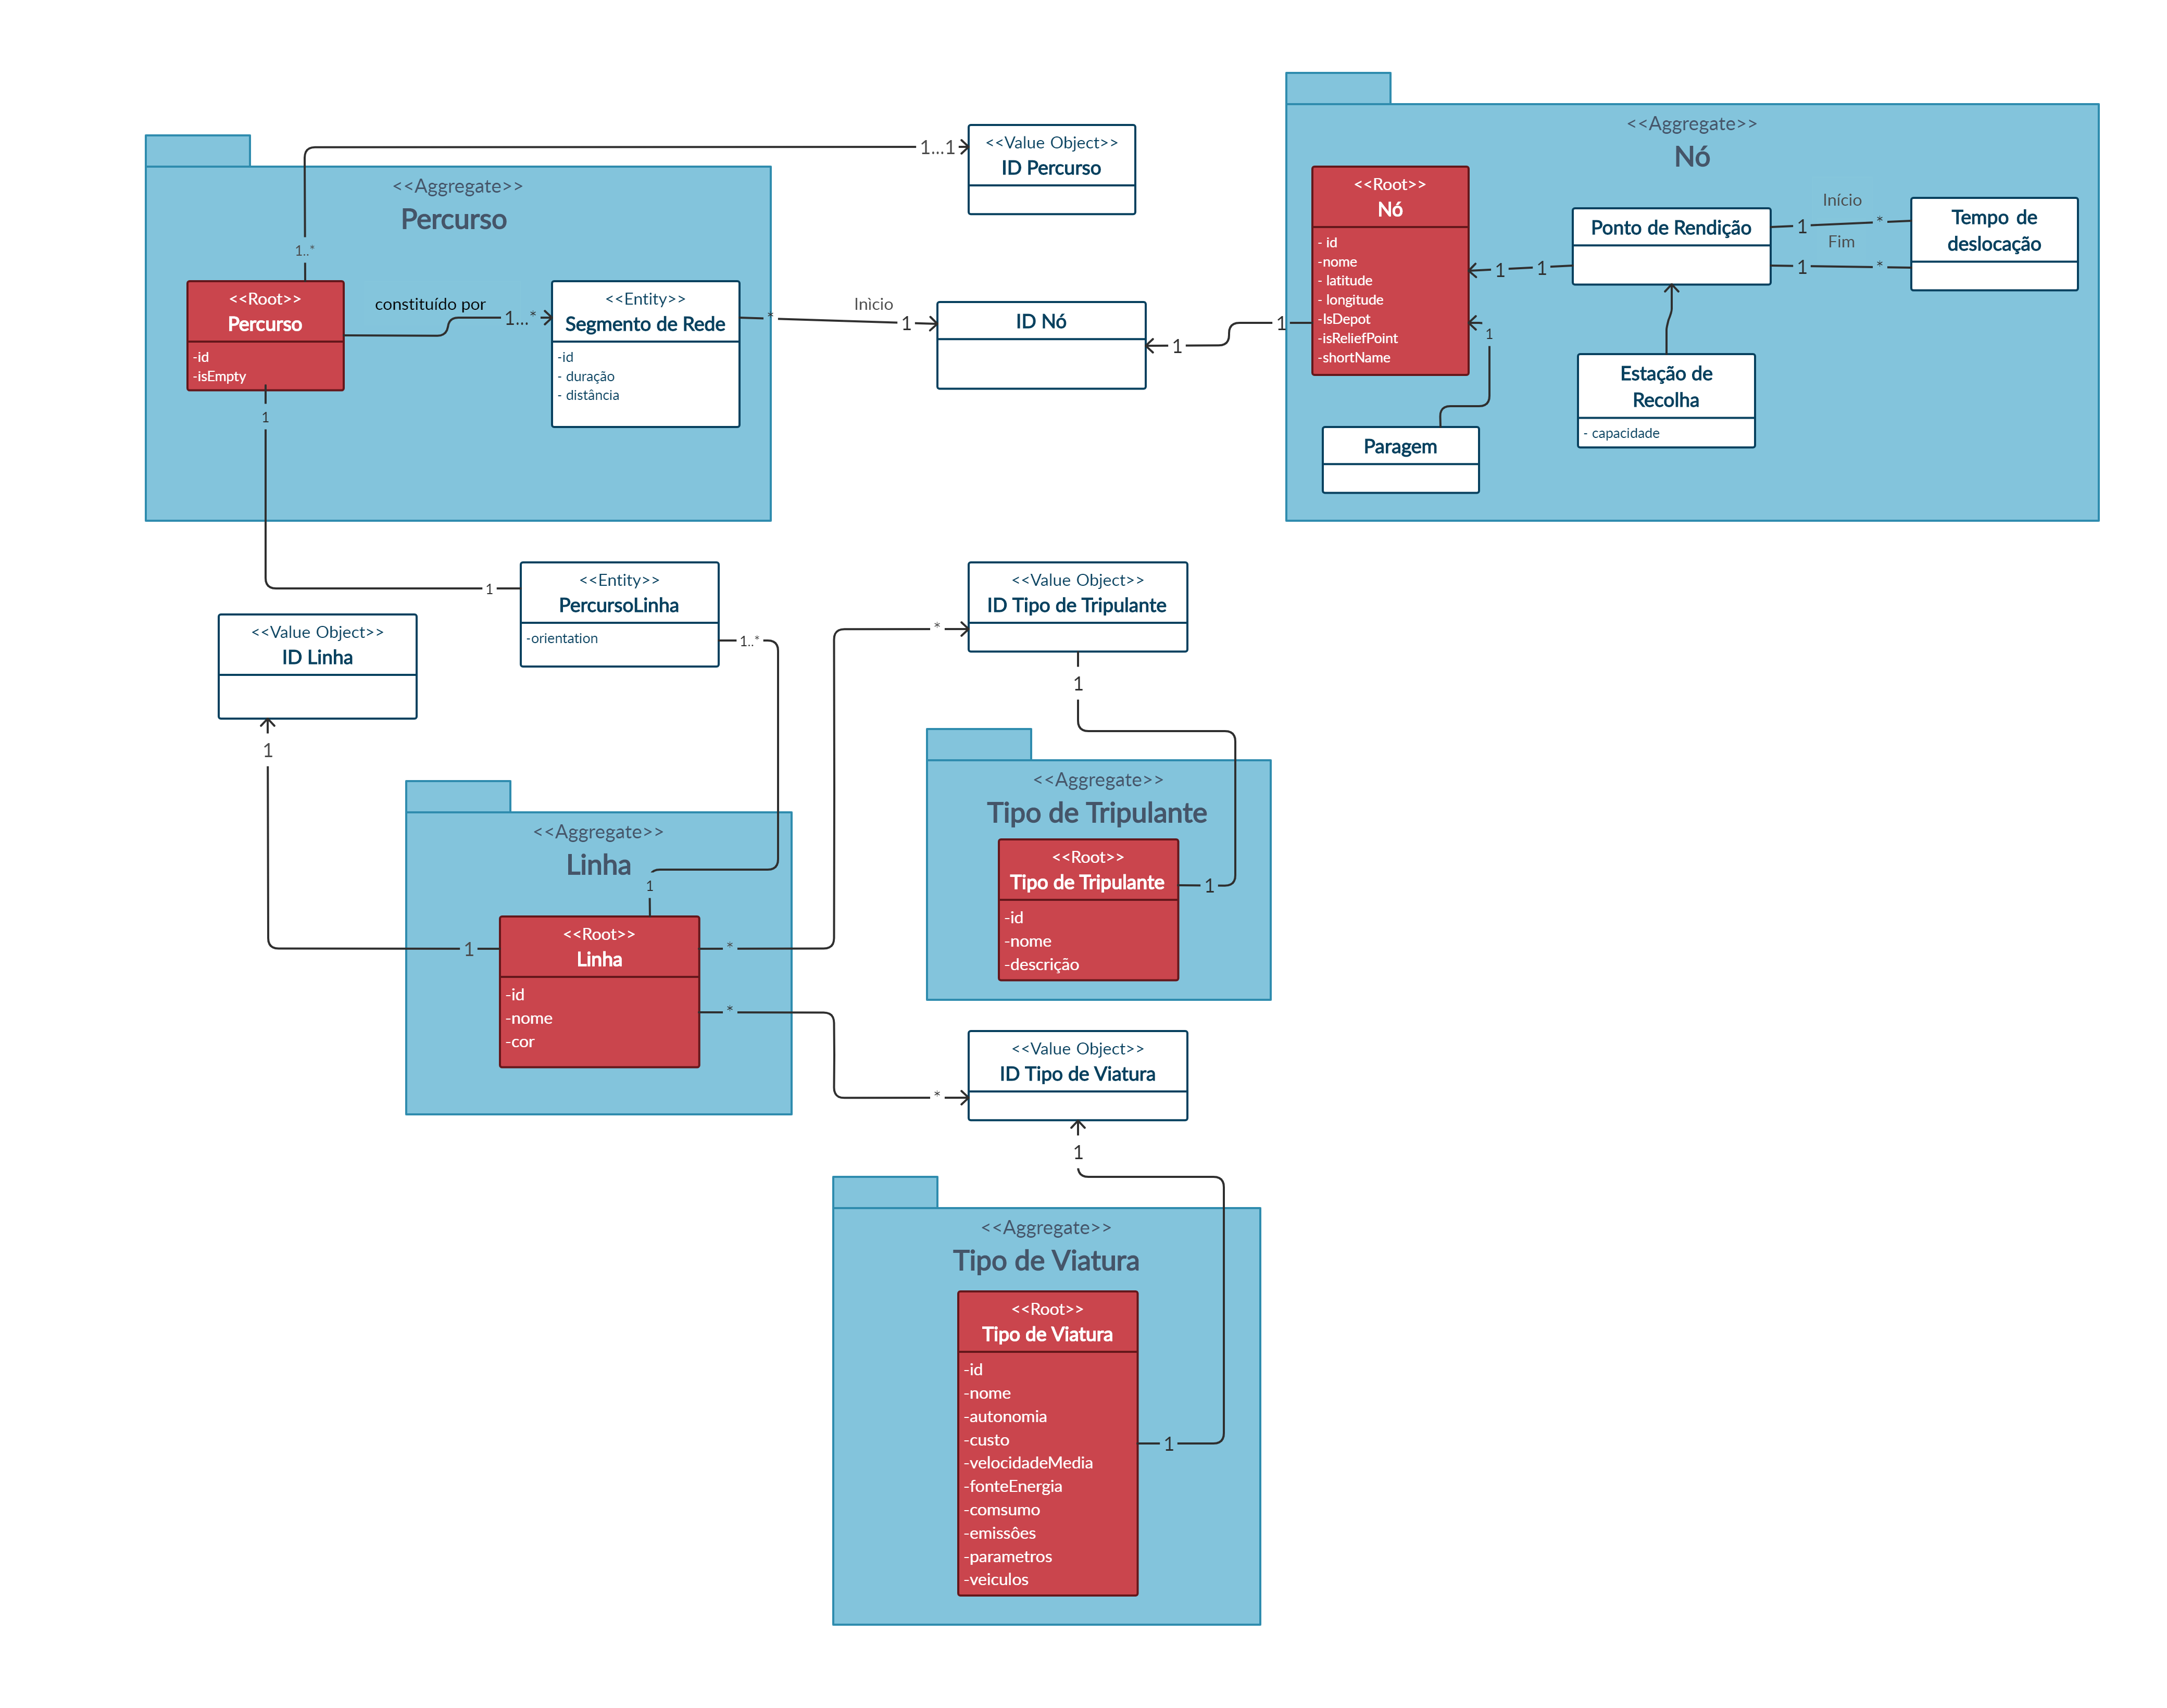 <<Aggregate>>
Percurso
1..*
<<Root>>
Percurso
-id
-isEmpty
1
constituído por
1...*
<<Entity>>
Segmento de Rede
-id
- duração
- distância
*
Inìcio
1
1...1
<<Value Object>>
ID Percurso
ID Nó
1
1
<<Aggregate>>
Nó
<<Root>>
Nó
- id
-nome
- latitude
- longitude
-IsDepot
-isReliefPoint
-shortName
1
1
1
Ponto de Rendição
1
Início
*
Fim
1
*
Tempo de
deslocação
Estação de
Recolha
- capacidade
Paragem
1
<<Entity>>
PercursoLinha
-orientation
1..*
<<Value Object>>
ID Linha
1
<<Value Object>>
ID Tipo de Tripulante
*
1
<<Aggregate>>
Linha
1
1
<<Root>>
Linha
-id
-nome
-cor
*
*
<<Aggregate>>
Tipo de Tripulante
<<Root>>
Tipo de Tripulante
-id
-nome
-descrição
1
<<Value Object>>
ID Tipo de Viatura
*
1
<<Aggregate>>
Tipo de Viatura
<<Root>>
Tipo de Viatura
-id
-nome
-autonomia
-custo
-velocidadeMedia
-fonteEnergia
-comsumo
-emissôes
-parametros
-veiculos
1